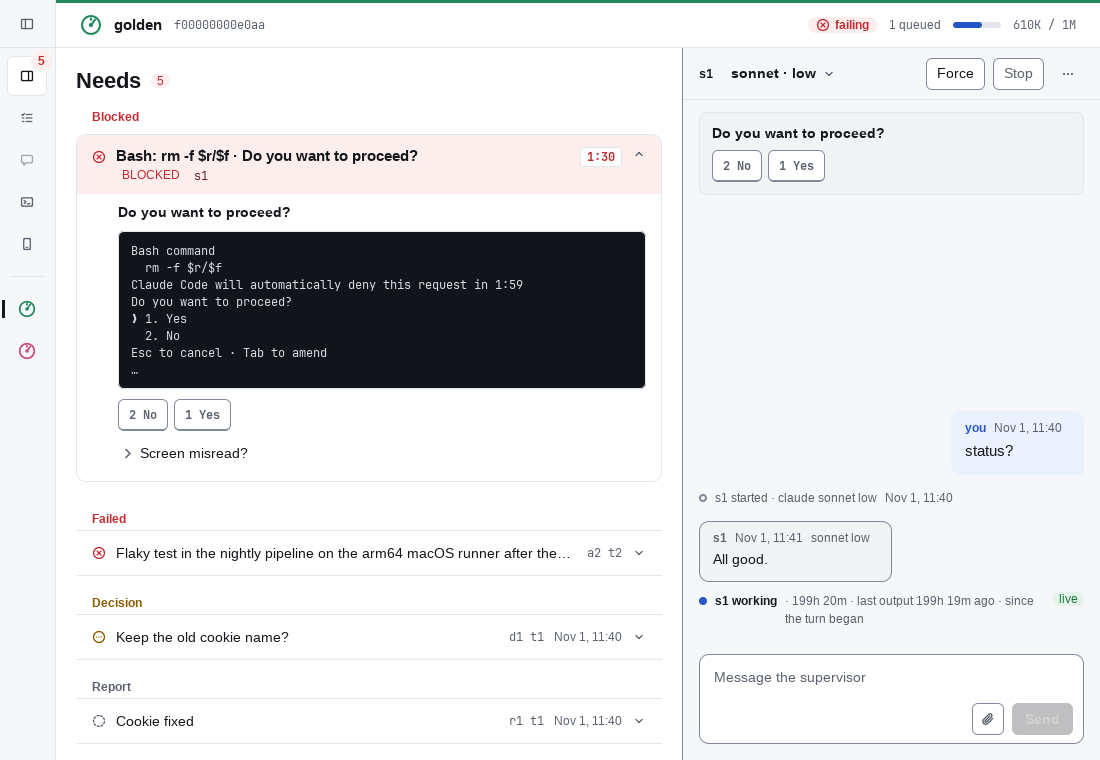 golden f00000000e0aa
failing 1 queued 610K / 1M
5
Needs 5
Blocked
Bash: rm -f $r/$f · Do you want to proceed? 1:30
BLOCKED s1
Do you want to proceed?
Bash command
rm -f $r/$f
Claude Code will automatically deny this request in 1:59
Do you want to proceed?
❯ 1. Yes
2. No
Esc to cancel · Tab to amend
…
2 No 1 Yes
Screen misread?
Failed
Flaky test in the nightly pipeline on the arm64 macOS runner after the… a2 t2
Decision
Keep the old cookie name? d1 t1 Nov 1, 11:40
Report
Cookie fixed r1 t1 Nov 1, 11:40
s1 sonnet · low Force Stop ···
Do you want to proceed?
2 No 1 Yes
you Nov 1, 11:40
status?
s1 started · claude sonnet low Nov 1, 11:40
s1 Nov 1, 11:41 sonnet low
All good.
s1 working · 199h 20m · last output 199h 19m ago · since live
the turn began
Message the supervisor
Send